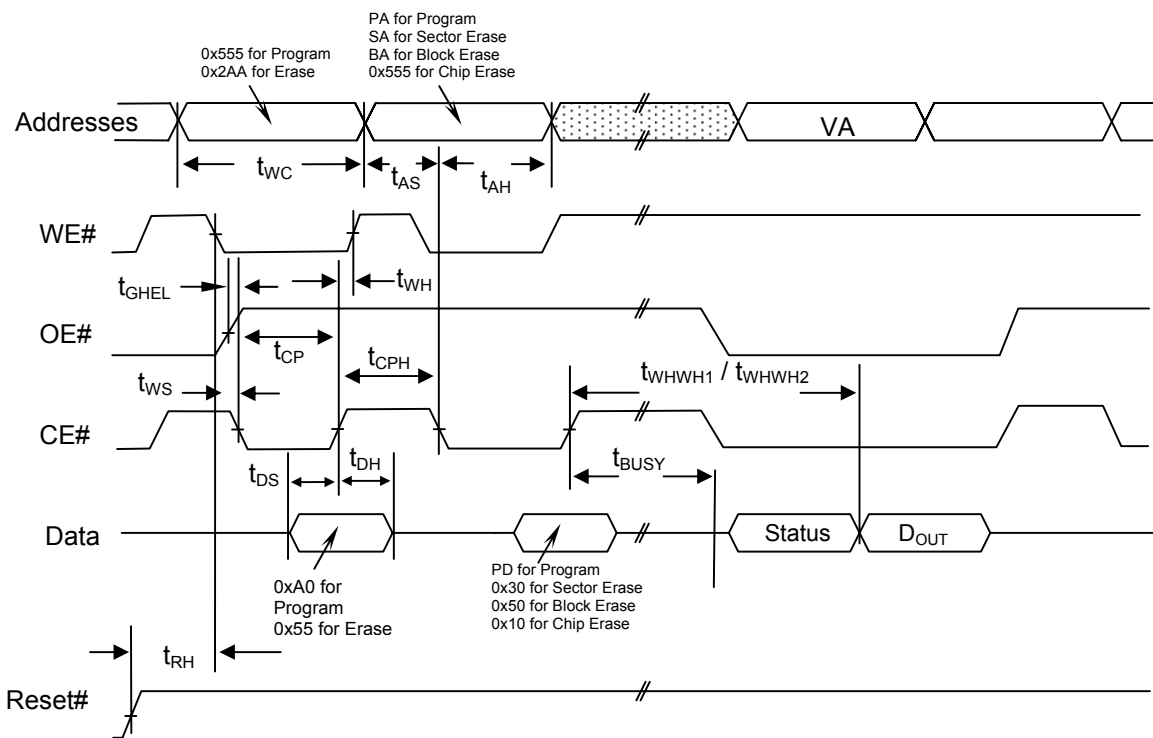 PA for Program
SA for Sector Erase
BA for Block Erase
0x555 for Chip Erase
0x555 for Program
0x2AA for Erase
Addresses
VA
tWC
tAS
tAH
WE#
tGHEL
tWH
OE#
tCP
tCPH
tWHWH1 / tWHWH2
tWS
CE#
tDS
tDH
tBUSY
Data
Status
DOUT
0xA0 for
Program
0x55 for Erase
PD for Program
0x30 for Sector Erase
0x50 for Block Erase
0x10 for Chip Erase
tRH
Reset#